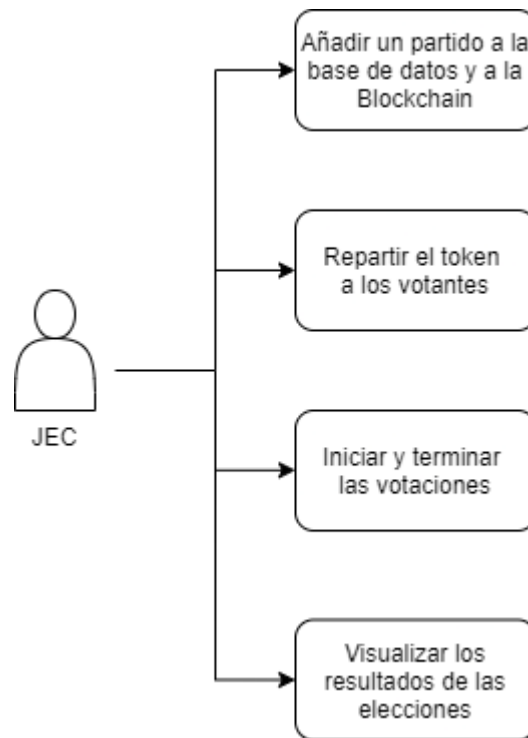 Añadir un partido a la
base de datos y a la
Blockchain
Repartir el token
a los votantes
JEC
Iniciar y terminar
las votaciones
Visualizar los
resultados de las
elecciones